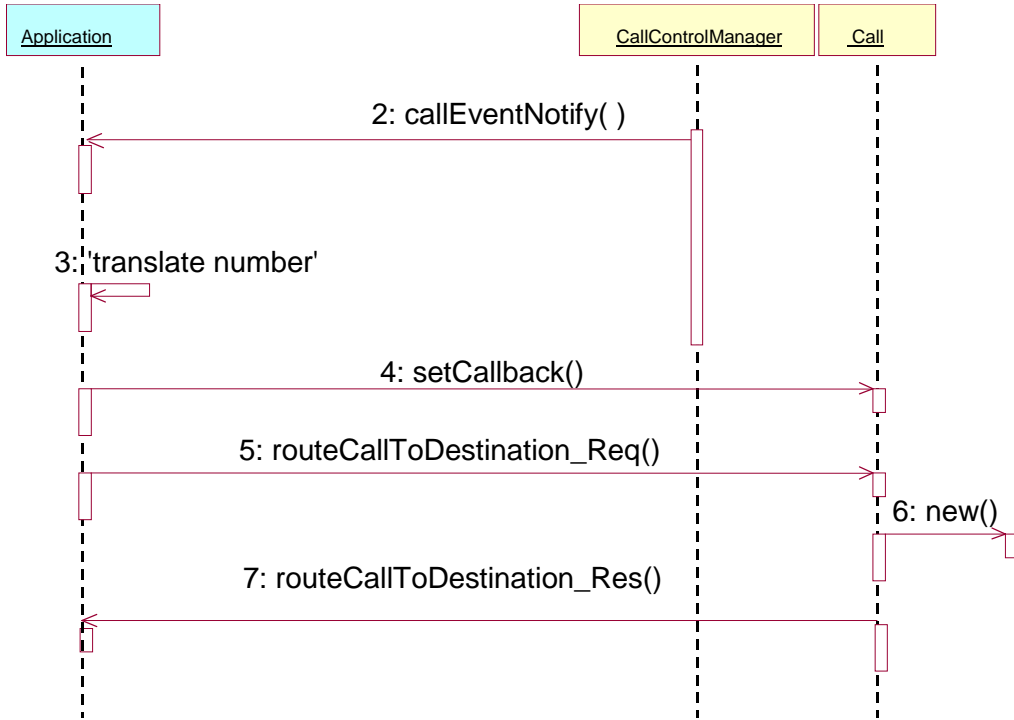 Application
CallControlManager
Call
2: callEventNotify( )
3: 'translate number'
4: setCallback()
5: routeCallToDestination_Req()
6: new()
7: routeCallToDestination_Res()